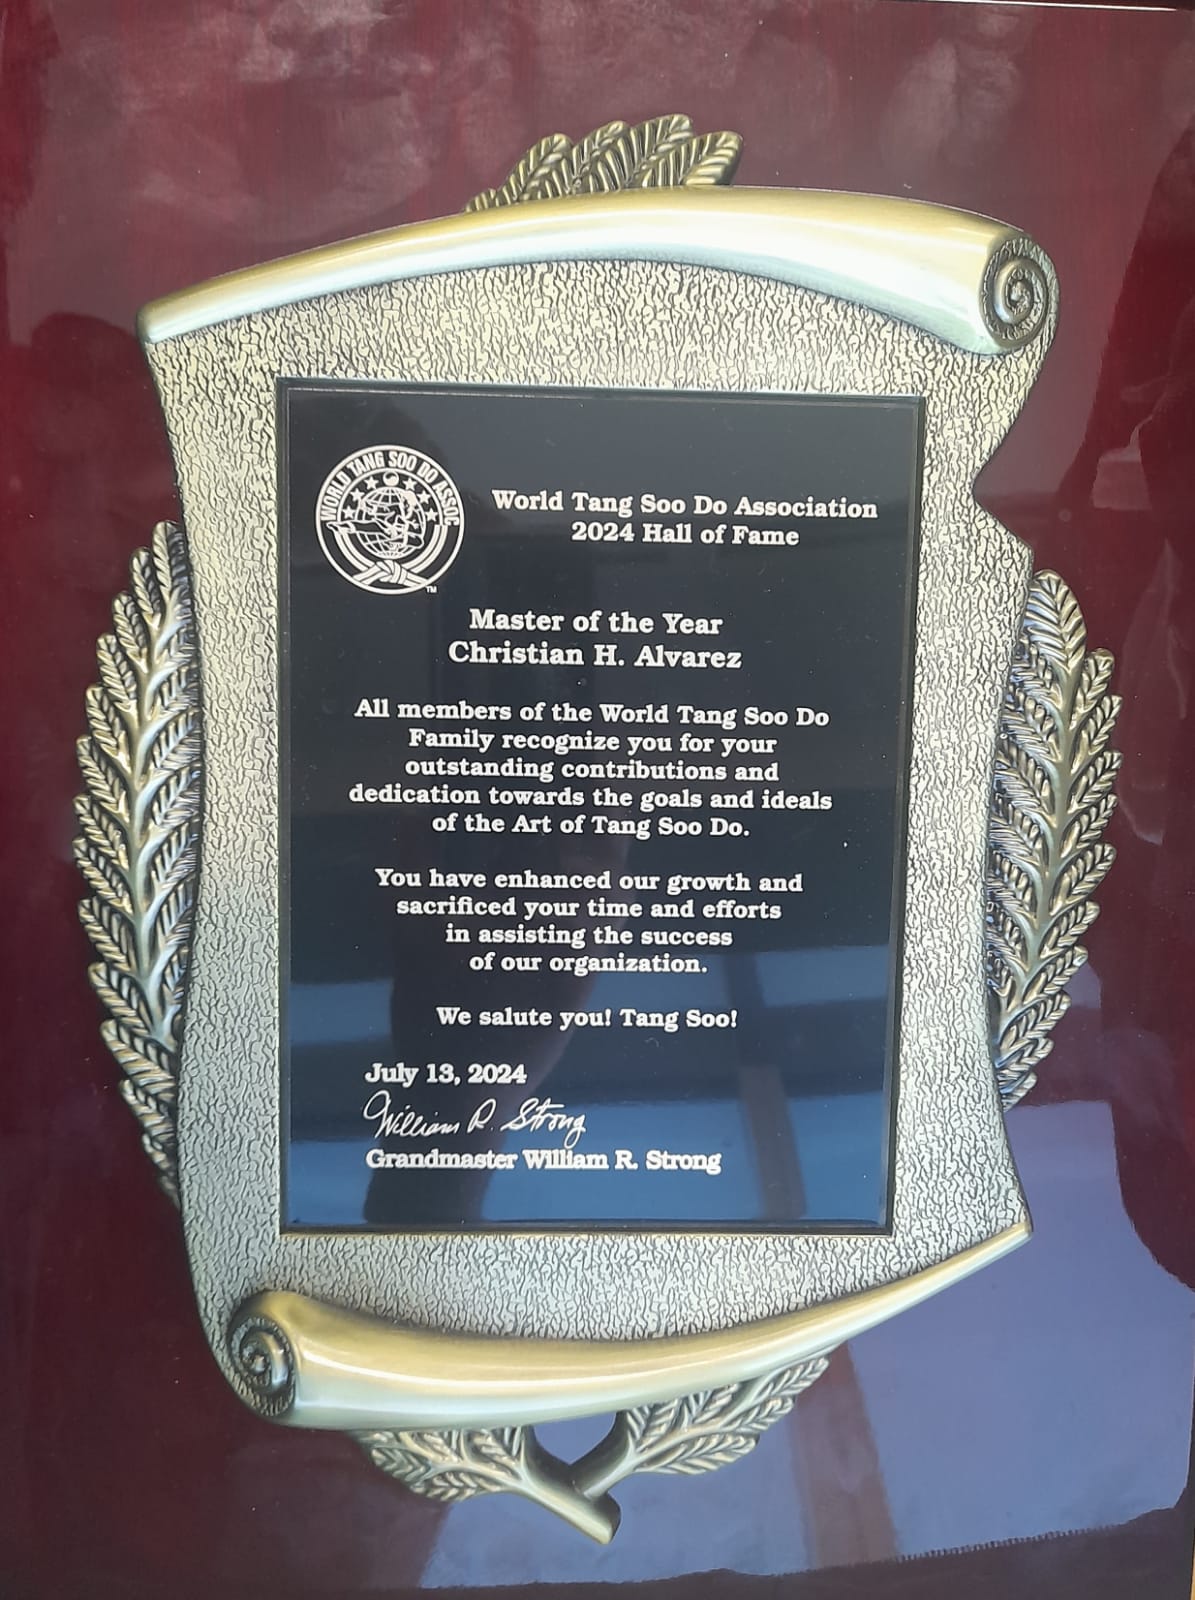 WORLD TANG SOO DO ASSOC
TM
World Tang Soo Do Association
2024 Hall of Fame
Master of the Year
Christian H. Alvarez
All members of the World Tang Soo Do
Family recognize you for your
outstanding contributions and
dedication towards the goals and ideals
of the Art of Tang Soo Do.
You have enhanced our growth and
sacrificed your time and efforts
in assisting the success
of our organization.
We salute you! Tang Soo!
July 13, 2024
William R. Strong
Grandmaster William R. Strong